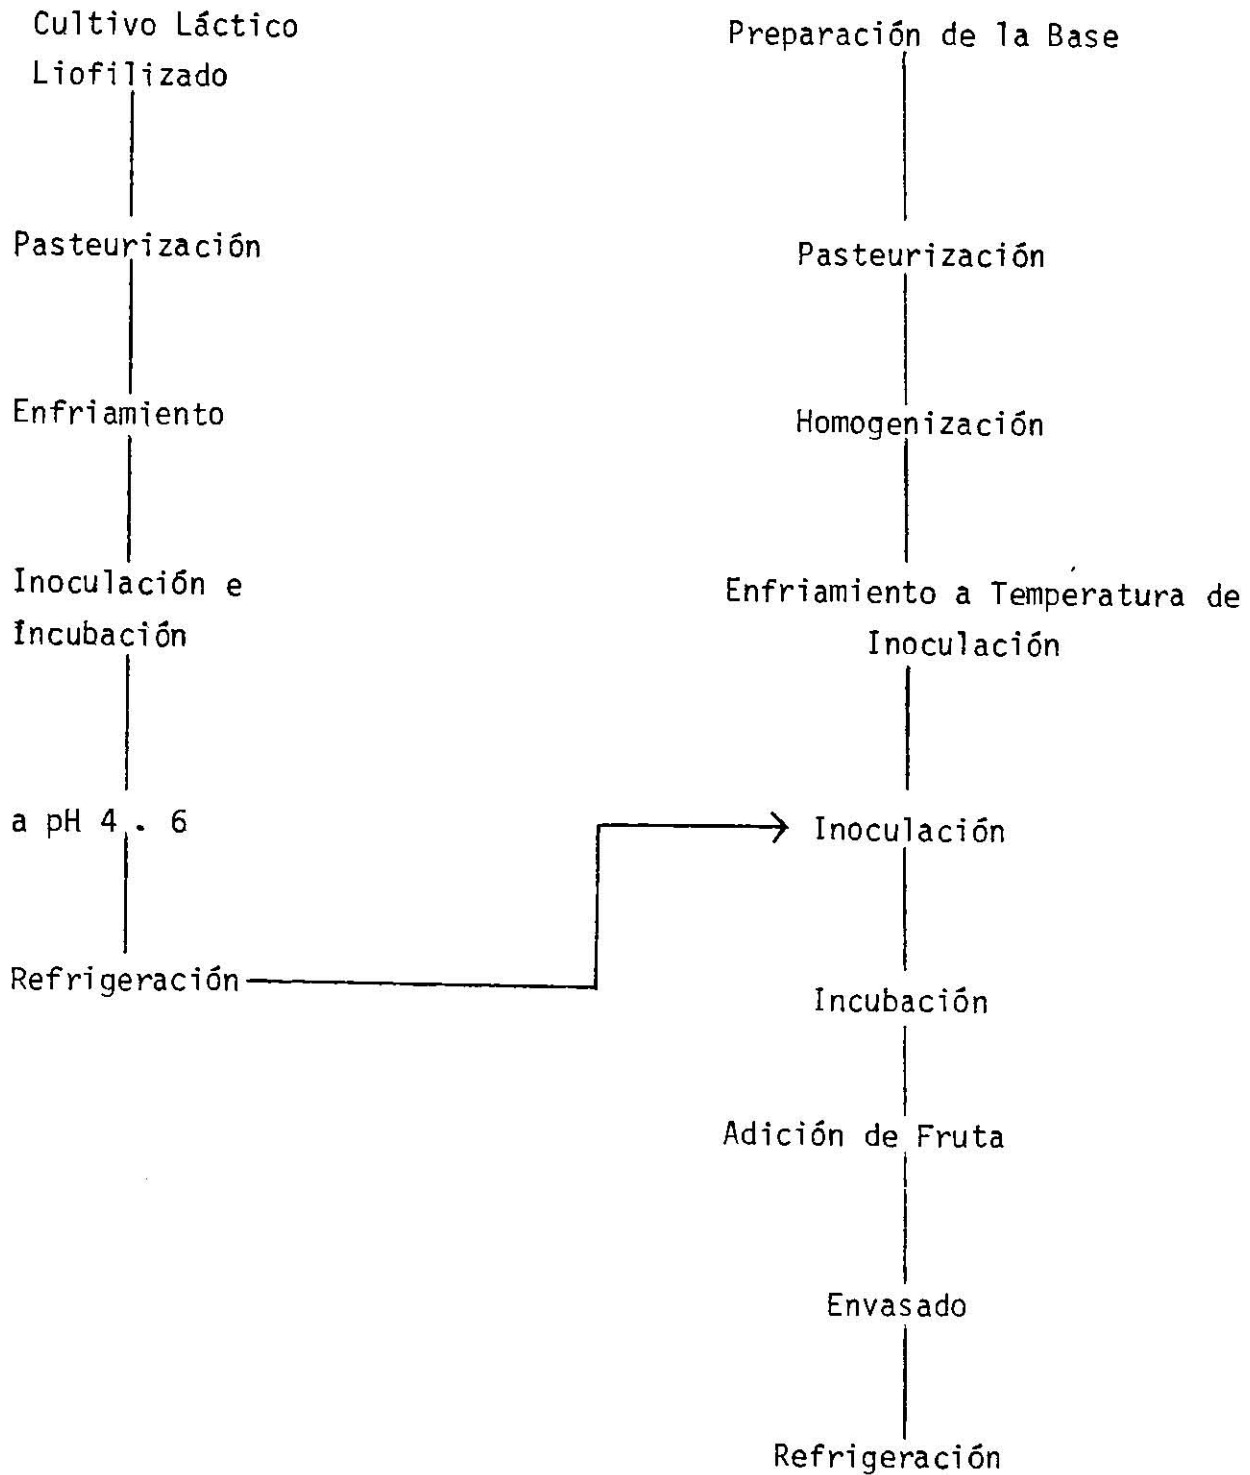 Cultivo Láctico
Liofilizado
Pasteurización
Enfriamiento
Inoculación e
Incubación
a pH 4 . 6
Refrigeración
Preparación de la Base
Pasteurización
Homogenización
Enfriamiento a Temperatura de
Inoculación
Inoculación
Incubación
Adición de Fruta
Envasado
Refrigeración